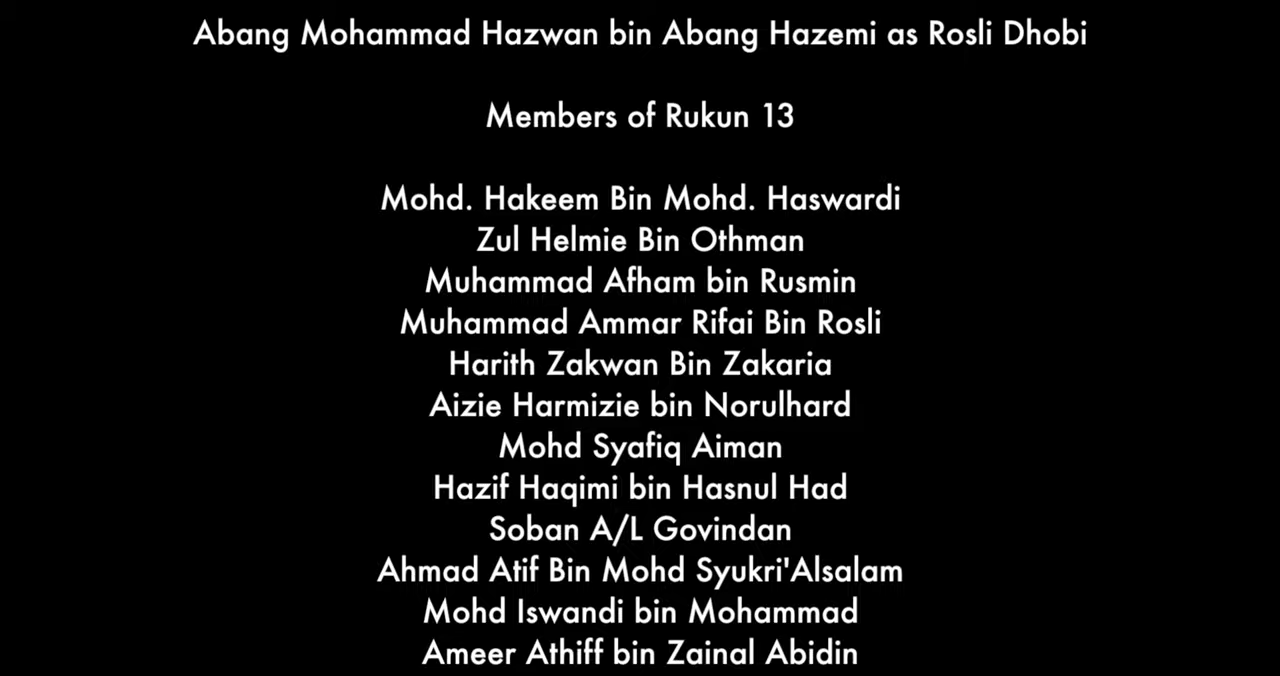 Abang Mohammad Hazwan bin Abang Hazemi as Rosli Dhobi
Members of Rukun 13
Mohd. Hakeem Bin Mohd. Haswardi
Zul Helmie Bin Othman
Muhammad Afham bin Rusmin
Muhammad Ammar Rifai Bin Rosli
Harith Zakwan Bin Zakaria
Aizie Harmizie bin Norulhard
Mohd Syafiq Aiman
Hazif Haqimi bin Hasnul Had
Soban A/L Govindan
Ahmad Atif Bin Mohd Syukri'Alsalam
Mohd Iswandi bin Mohammad
Ameer Athiff bin Zainal Abidin